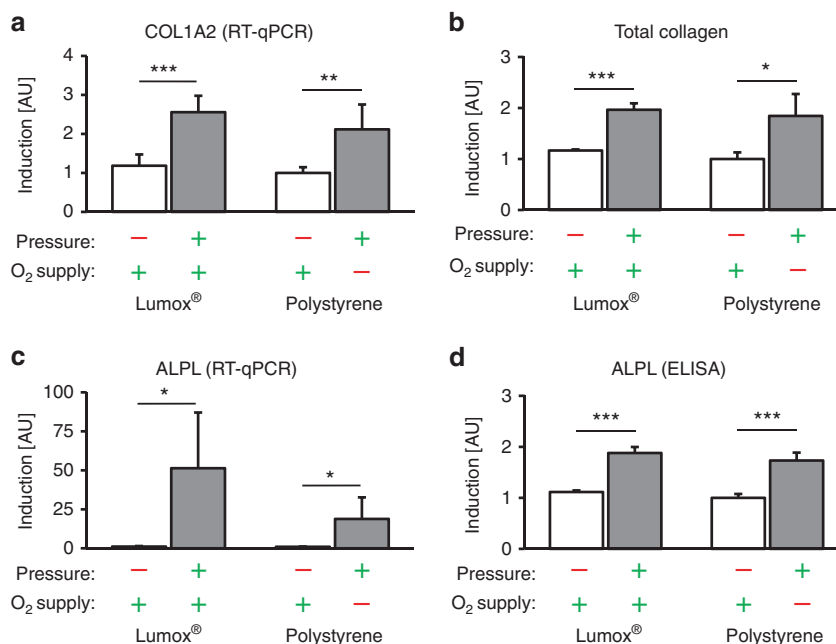 a
COL1A2 (RT-qPCR)
Induction [AU]
4
3
2
1
0
***
**
Pressure: − + − +
O2 supply: + + + −
Lumox® Polystyrene
b
Total collagen
Induction [AU]
3
2
1
0
***
*
Pressure: − + − +
O2 supply: + + + −
Lumox® Polystyrene
c
ALPL (RT-qPCR)
Induction [AU]
100
75
50
25
0
*
*
Pressure: − + − +
O2 supply: + + + −
Lumox® Polystyrene
d
ALPL (ELISA)
Induction [AU]
3
2
1
0
***
***
Pressure: − + − +
O2 supply: + + + −
Lumox® Polystyrene